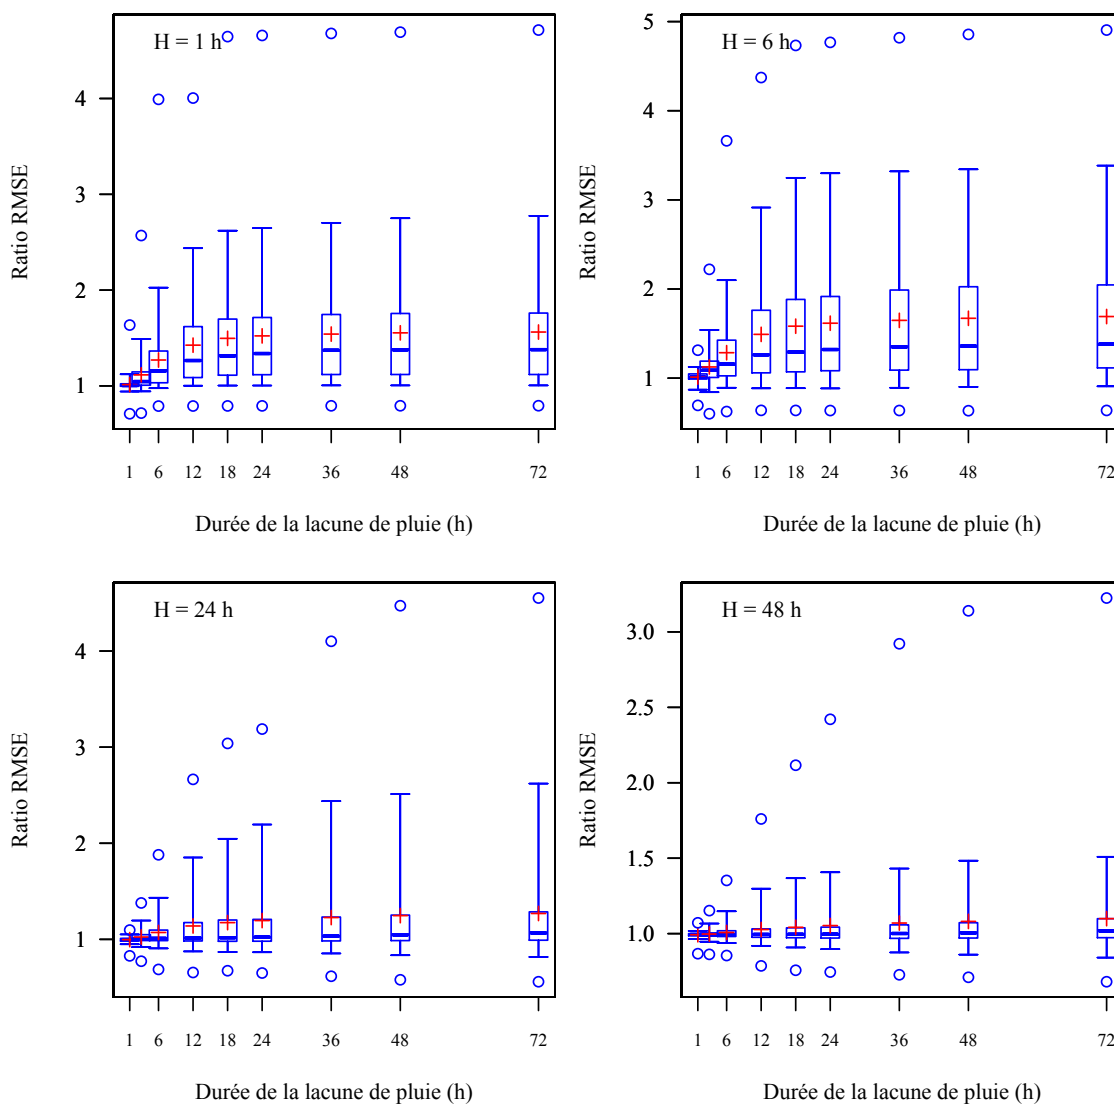 H = 1 h
4
3
2
1
Ratio RMSE
1 6 12 18 24 36 48 72
Durée de la lacune de pluie (h)
H = 6 h
5
4
3
2
1
Ratio RMSE
1 6 12 18 24 36 48 72
Durée de la lacune de pluie (h)
H = 24 h
4
3
2
1
Ratio RMSE
1 6 12 18 24 36 48 72
Durée de la lacune de pluie (h)
H = 48 h
3.0
2.5
2.0
1.5
1.0
Ratio RMSE
1 6 12 18 24 36 48 72
Durée de la lacune de pluie (h)